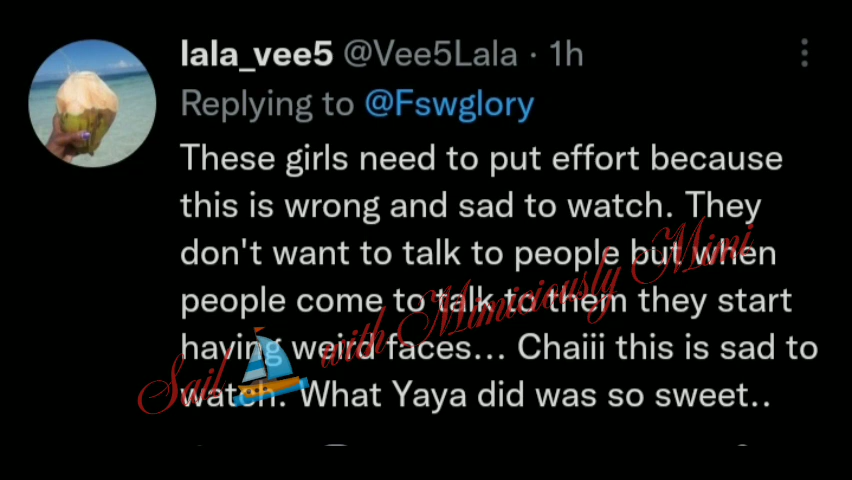 lala_vee5 @Vee5Lala · 1h
Replying to @Fswglory
These girls need to put effort because
this is wrong and sad to watch. They
don't want to talk to people but when
people come to talk to them they start
having weird faces... Chaiii this is sad to
watch. What Yaya did was so sweet..
Sail with Mimiciously Mimi